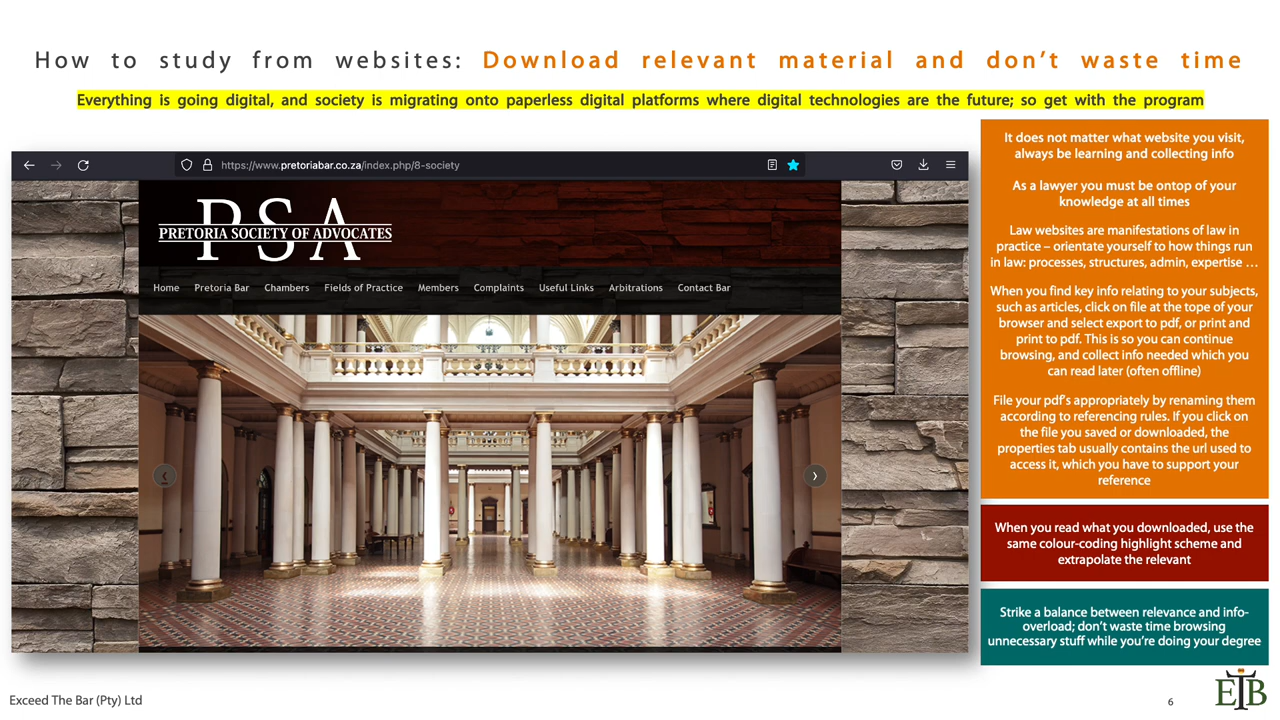 How to study from websites: Download relevant material and don't waste time
Everything is going digital, and society is migrating onto paperless digital platforms where digital technologies are the future; so get with the program
https://www.pretoriabar.co.za/index.php/8-society
PSA
PRETORIA SOCIETY OF ADVOCATES
Home Pretoria Bar Chambers Fields of Practice Members Complaints Useful Links Arbitrations Contact Bar
It does not matter what website you visit,
always be learning and collecting info
As a lawyer you must be ontop of your
knowledge at all times
Law websites are manifestations of law in
practice – orientate yourself to how things run
in law: processes, structures, admin, expertise …
When you find key info relating to your subjects,
such as articles, click on file at the tope of your
browser and select export to pdf, or print and
print to pdf. This is so you can continue
browsing, and collect info needed which you
can read later (often offline)
File your pdf's appropriately by renaming them
according to referencing rules. If you click on
the file you saved or downloaded, the
properties tab usually contains the url used to
access it, which you have to support your
reference
When you read what you downloaded, use the
same colour-coding highlight scheme and
extrapolate the relevant
Strike a balance between relevance and info-
overload; don't waste time browsing
unnecessary stuff while you're doing your degree
Exceed The Bar (Pty) Ltd
6
ETB